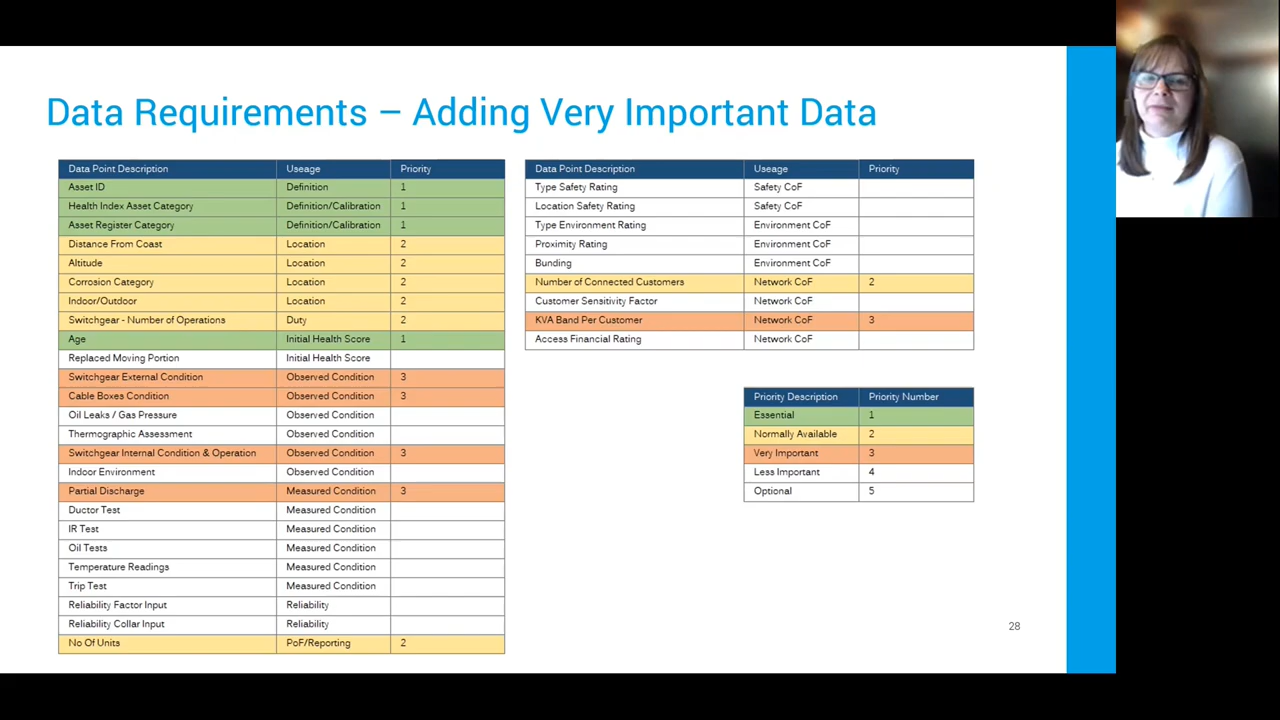 Data Requirements – Adding Very Important Data
Data Point Description Useage Priority
Asset ID Definition 1
Health Index Asset Category Definition/Calibration 1
Asset Register Category Definition/Calibration 1
Distance From Coast Location 2
Altitude Location 2
Corrosion Category Location 2
Indoor/Outdoor Location 2
Switchgear - Number of Operations Duty 2
Age Initial Health Score 1
Replaced Moving Portion Initial Health Score
Switchgear External Condition Observed Condition 3
Cable Boxes Condition Observed Condition 3
Oil Leaks / Gas Pressure Observed Condition
Thermographic Assessment Observed Condition
Switchgear Internal Condition & Operation Observed Condition 3
Indoor Environment Observed Condition
Partial Discharge Measured Condition 3
Ductor Test Measured Condition
IR Test Measured Condition
Oil Tests Measured Condition
Temperature Readings Measured Condition
Trip Test Measured Condition
Reliability Factor Input Reliability
Reliability Collar Input Reliability
No Of Units PoF/Reporting 2
Data Point Description Useage Priority
Type Safety Rating Safety CoF
Location Safety Rating Safety CoF
Type Environment Rating Environment CoF
Proximity Rating Environment CoF
Bunding Environment CoF
Number of Connected Customers Network CoF 2
Customer Sensitivity Factor Network CoF
KVA Band Per Customer Network CoF 3
Access Financial Rating Network CoF
Priority Description Priority Number
Essential 1
Normally Available 2
Very Important 3
Less Important 4
Optional 5
28